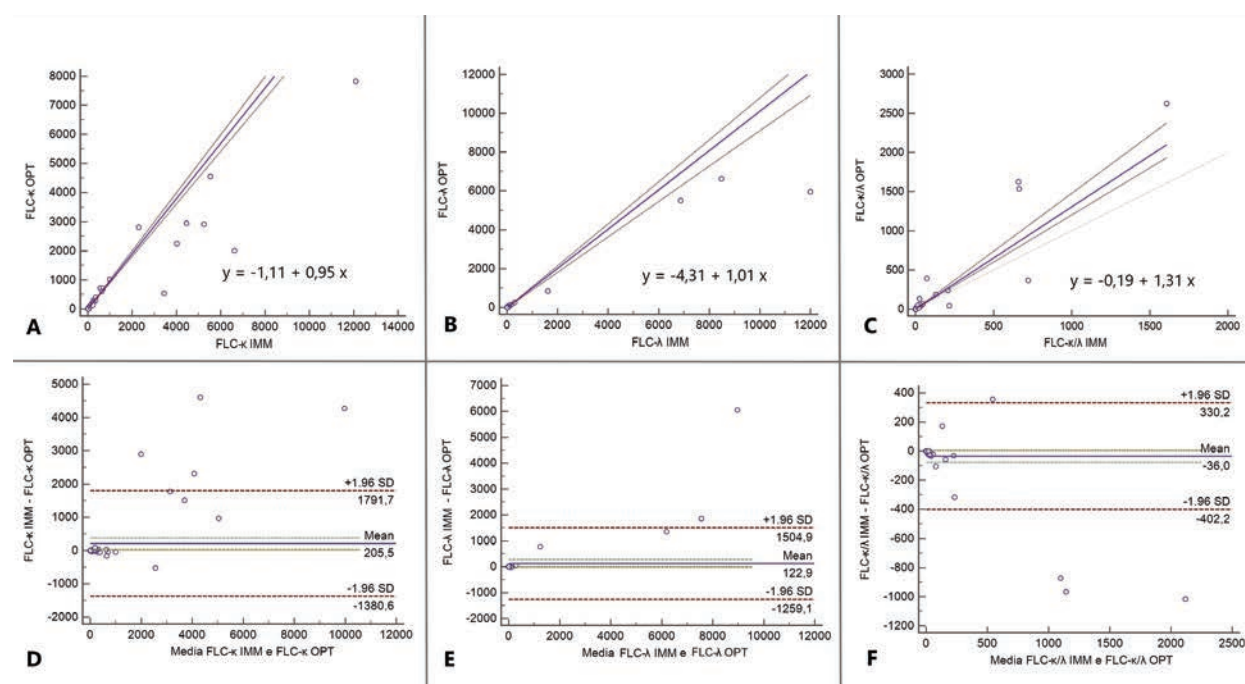 8000
7000
6000
5000
4000
3000
2000
1000
0
FLC-κ OPT
y = -1,11 + 0,95 x
0 2000 4000 6000 8000 10000 12000 14000
FLC-κ IMM
A
12000
10000
8000
6000
4000
2000
0
FLC-λ OPT
y = -4,31 + 1,01 x
0 2000 4000 6000 8000 10000 12000
FLC-λ IMM
B
3000
2500
2000
1500
1000
500
0
FLC-κ/λ OPT
y = -0,19 + 1,31 x
0 500 1000 1500 2000
FLC-κ/λ IMM
C
5000
4000
3000
2000
1000
0
-1000
-2000
FLC-κ IMM - FLC-κ OPT
+1.96 SD
1791,7
Mean
205,5
-1.96 SD
-1380,6
0 2000 4000 6000 8000 10000 12000
Media FLC-κ IMM e FLC-κ OPT
D
7000
6000
5000
4000
3000
2000
1000
0
-1000
-2000
FLC-λ IMM - FLC-λ OPT
+1.96 SD
1504,9
Mean
122,9
-1.96 SD
-1259,1
0 2000 4000 6000 8000 10000 12000
Media FLC-λ IMM e FLC-λ OPT
E
400
200
0
-200
-400
-600
-800
-1000
-1200
FLC-κ/λ IMM - FLC-κ/λ OPT
+1.96 SD
330,2
Mean
-36,0
-1.96 SD
-402,2
0 500 1000 1500 2000 2500
Media FLC-κ/λ IMM e FLC-κ/λ OPT
F